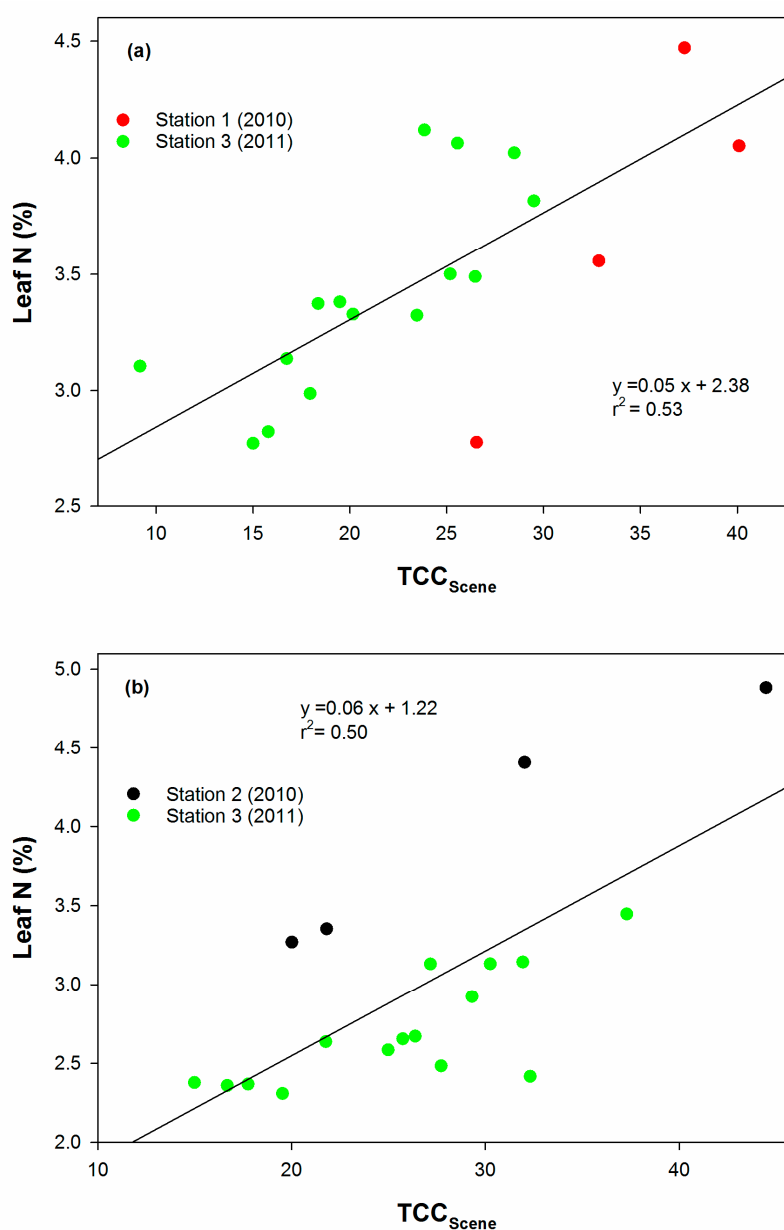 (a)
4.5
4.0
3.5
3.0
2.5
Leaf N (%)
Station 1 (2010)
Station 3 (2011)
y =0.05 x + 2.38
r² = 0.53
10 15 20 25 30 35 40
TCC_Scene
(b)
5.0
4.5
4.0
3.5
3.0
2.5
2.0
Leaf N (%)
y =0.06 x + 1.22
r²= 0.50
Station 2 (2010)
Station 3 (2011)
10 20 30 40
TCC_Scene